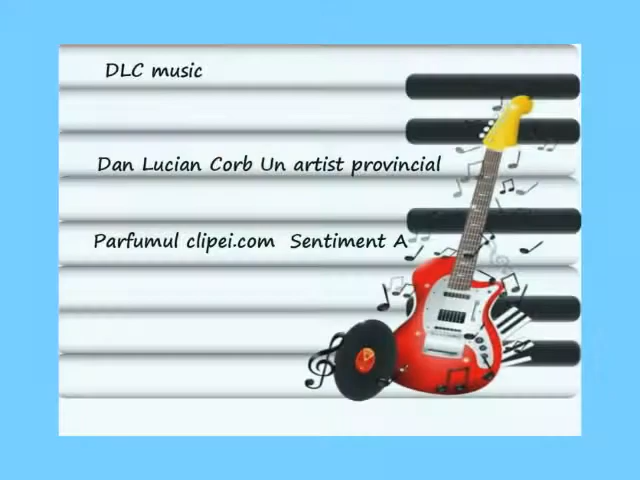 DLC music
Dan Lucian Corb Un artist provincial
Parfumul clipei.com Sentiment A